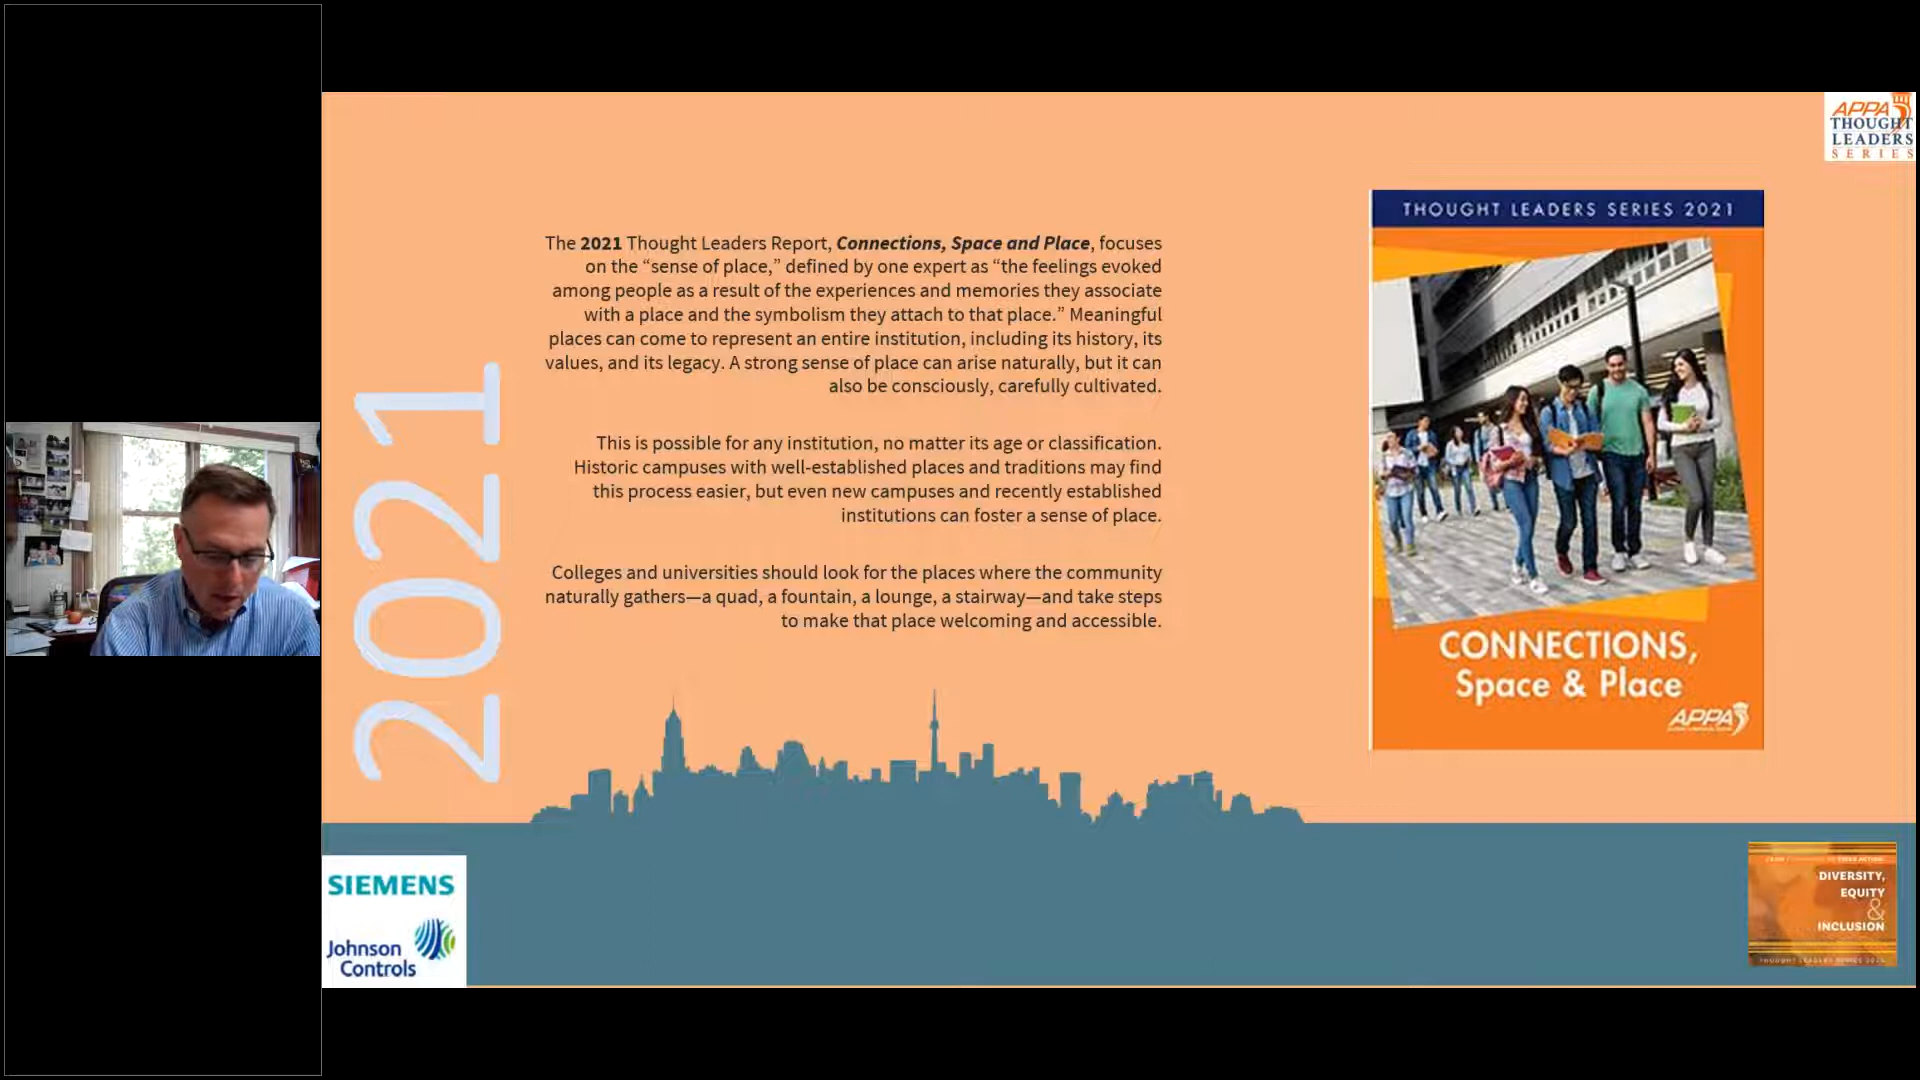 APPA
THOUGHT
LEADERS
SERIES
THOUGHT LEADERS SERIES 2021
The 2021 Thought Leaders Report, Connections, Space and Place, focuses
on the “sense of place,” defined by one expert as “the feelings evoked
among people as a result of the experiences and memories they associate
with a place and the symbolism they attach to that place.” Meaningful
places can come to represent an entire institution, including its history, its
values, and its legacy. A strong sense of place can arise naturally, but it can
also be consciously, carefully cultivated.
This is possible for any institution, no matter its age or classification.
Historic campuses with well-established places and traditions may find
this process easier, but even new campuses and recently established
institutions can foster a sense of place.
Colleges and universities should look for the places where the community
naturally gathers—a quad, a fountain, a lounge, a stairway—and take steps
to make that place welcoming and accessible.
2021
CONNECTIONS,
Space & Place
APPA
SIEMENS
Johnson
Controls
DIVERSITY,
EQUITY
&
INCLUSION
THOUGHT LEADERS SERIES